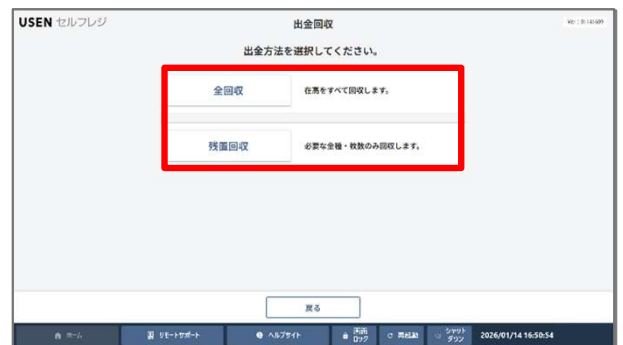 USEN セルフレジ
出金回収
出金方法を選択してください。
全回収
在高をすべて回収します。
残置回収
必要な金種・枚数のみ回収します。
戻る
ホーム
リモートサポート
ヘルプサイト
画面
ロック
再起動
シャット
ダウン
2026/01/14 16:50:54